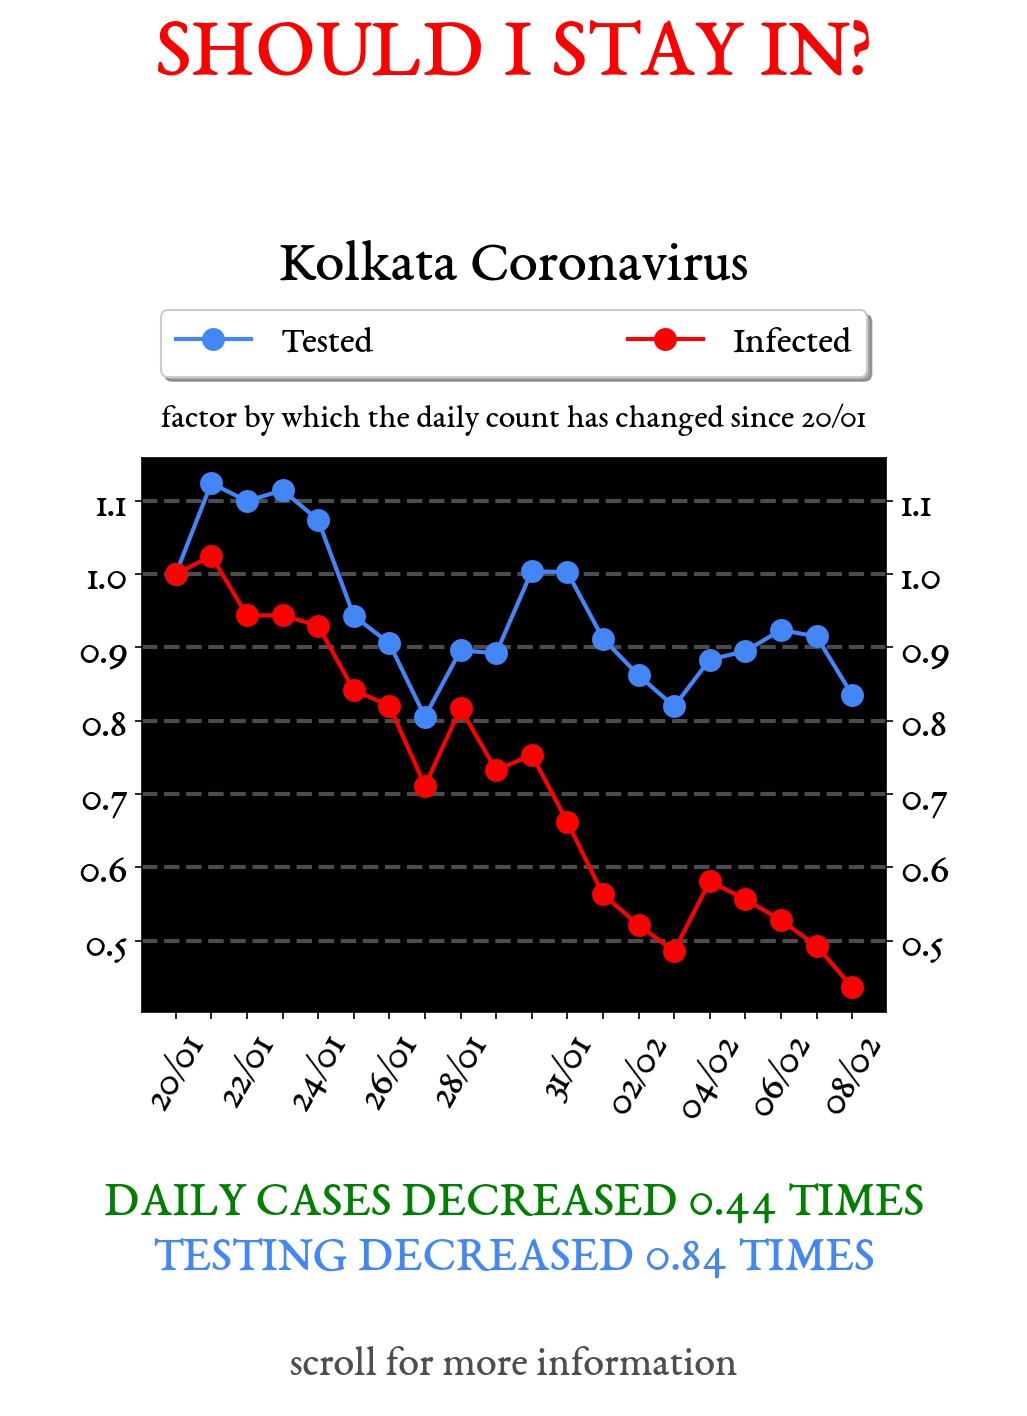 SHOULD I STAY IN?
Kolkata Coronavirus
Tested Infected
factor by which the daily count has changed since 20/01
1.1 1.1
1.0 1.0
0.9 0.9
0.8 0.8
0.7 0.7
0.6 0.6
0.5 0.5
20/01 22/01 24/01 26/01 28/01 31/01 02/02 04/02 06/02 08/02
DAILY CASES DECREASED 0.44 TIMES
TESTING DECREASED 0.84 TIMES
scroll for more information